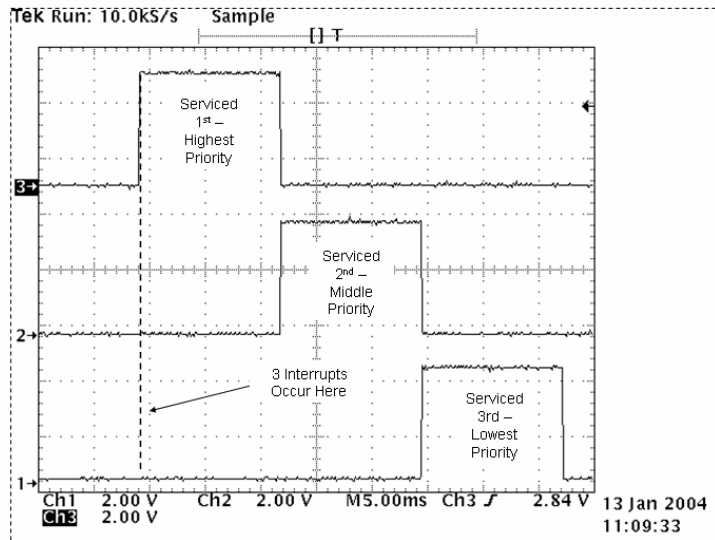 Tek Run: 10.0kS/s Sample
[] T
Serviced
1st –
Highest
Priority
3
Serviced
2nd –
Middle
Priority
2
3 Interrupts
Occur Here
Serviced
3rd –
Lowest
Priority
1
Ch1 2.00 V Ch2 2.00 V M5.00ms Ch3 ƒ 2.84 V
Ch3 2.00 V
13 Jan 2004
11:09:33